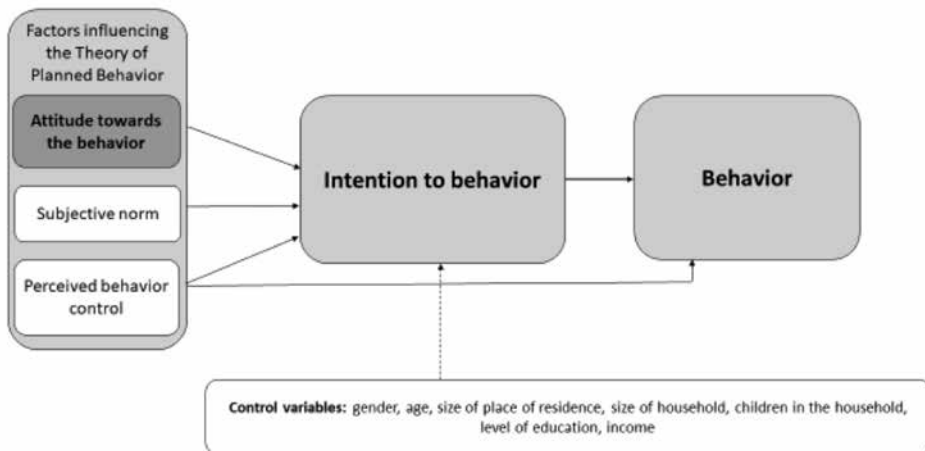 Factors influencing
the Theory of
Planned Behavior
Attitude towards
the behavior
Subjective norm
Perceived behavior
control
Intention to behavior
Behavior
Control variables: gender, age, size of place of residence, size of household, children in the household,
level of education, income